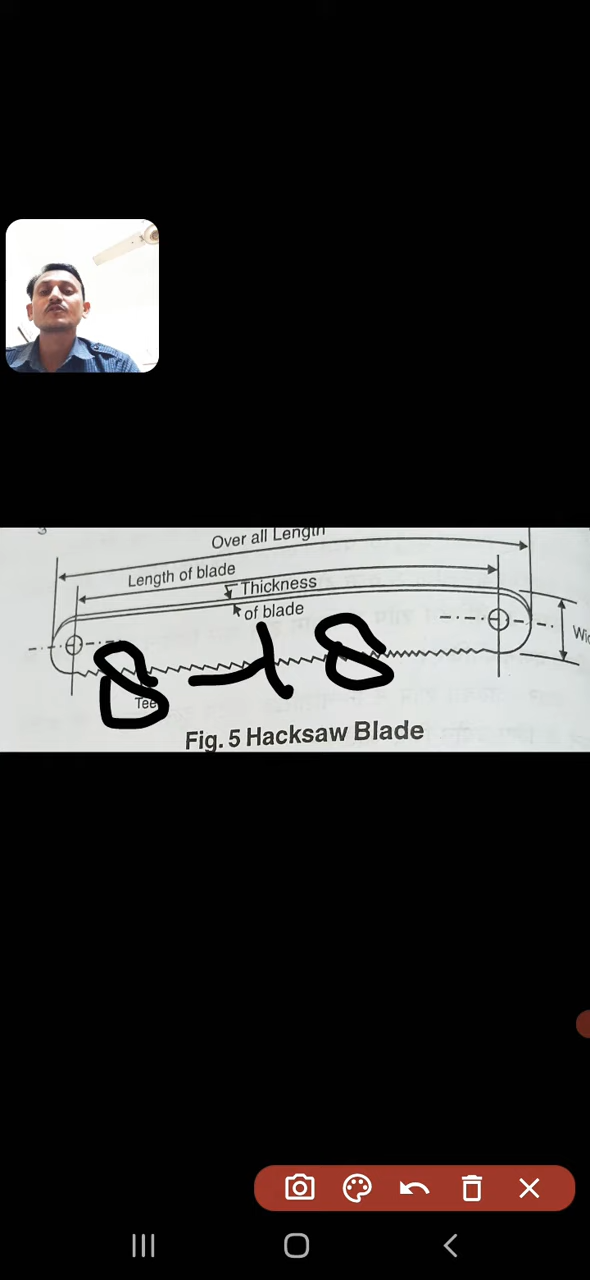 Over all Length
Length of blade
Thickness
of blade
8-18
Fig. 5 Hacksaw Blade